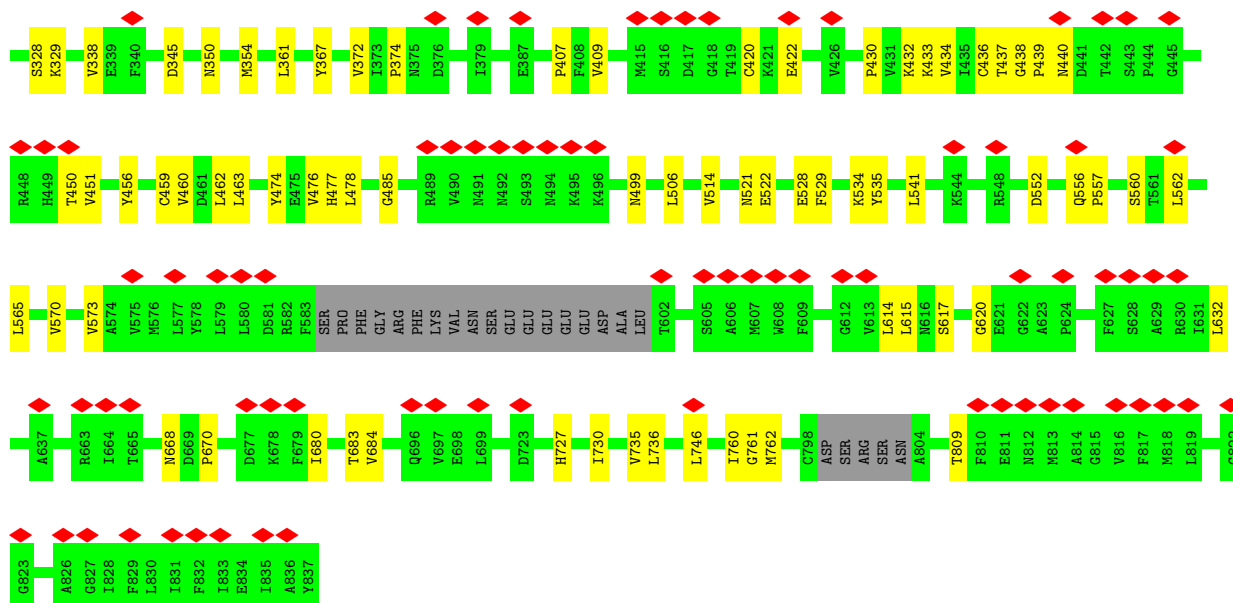 S328 K329 V338 E339 F340 D345 N350 M354 L361 Y367 V372 I373 P374 N375 D376 I379 E387 P407 F408 V409 M415 S416 D417 G418 T419 C420 K421 E422 V426 P430 V431 K432 K433 V434 I435 C436 T437 G438 P439 N440 D441 T442 S443 P444 G445
R448 H449 T450 V451 Y456 C459 V460 D461 L462 L463 Y474 E475 V476 H477 L478 G485 R489 V490 N491 N492 S493 N494 K495 K496 N499 L506 V514 N521 E522 E528 F529 K534 Y535 L541 K544 R548 D552 Q556 P557 S560 T561 L562
L565 V570 V573 A574 V575 M576 L577 Y578 L579 L580 D581 R582 F583 SER PRO PHE GLY ARG PHE LYS VAL ASN SER GLU GLU GLU GLU GLU ASP ALA LEU T602 S605 A606 M607 W608 F609 G612 V613 L614 L615 N616 S617 G620 E621 G622 A623 P624 F627 S628 A629 R630 I631 L632
A637 R663 I664 T665 N668 D669 P670 D677 K678 F679 I680 T683 V684 Q696 V697 E698 L699 D723 H727 I730 V735 L736 L746 I760 G761 M762 C798 ASP SER ARG SER ASN A804 T809 F810 E811 N812 M813 A814 G815 V816 F817 M818 L819
G823 A826 G827 I828 F829 L830 I831 F832 I833 E834 I835 A836 Y837